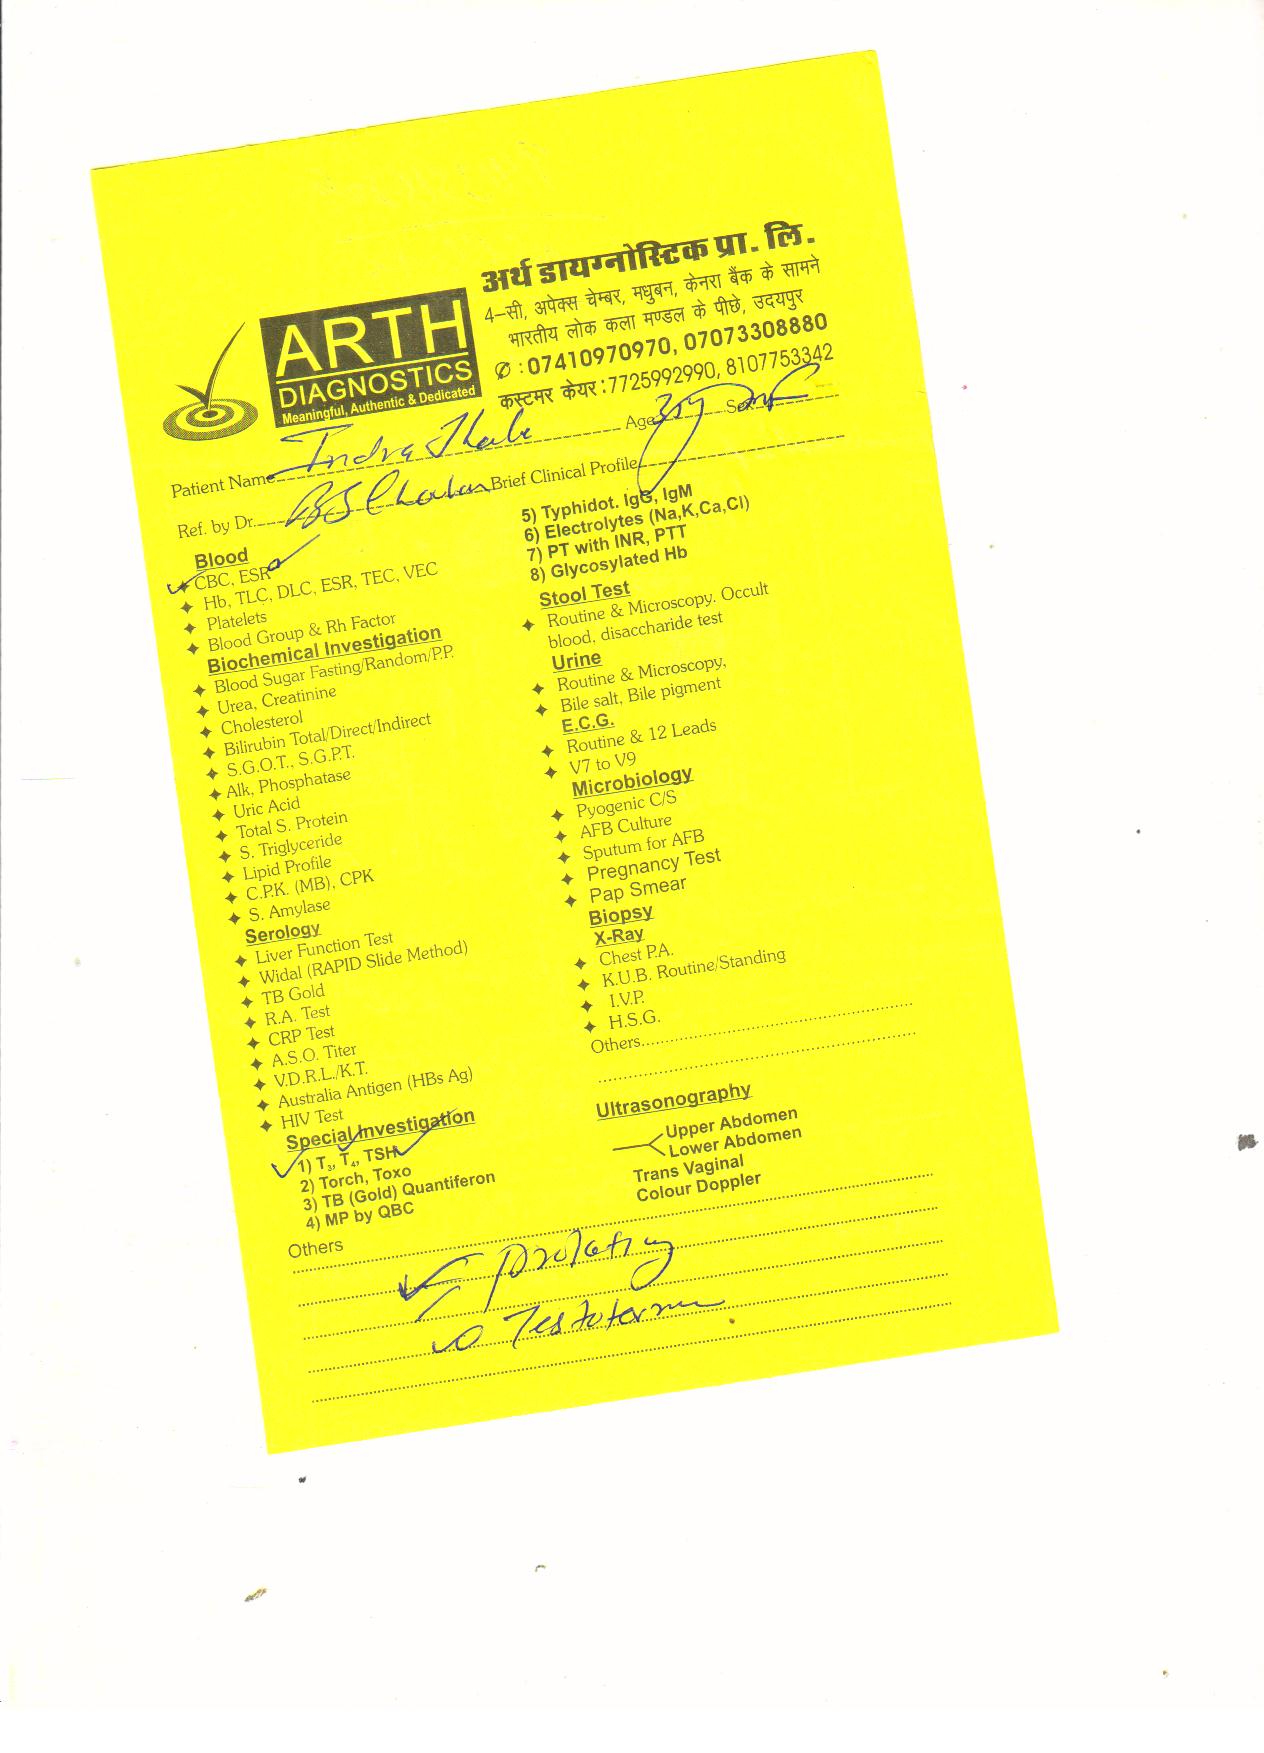 अर्थ डायग्नोस्टिक प्रा. लि.
4-सी, अपेक्स चेम्बर, मधुबन, केनरा बैंक के सामने
भारतीय लोक कला मण्डल के पीछे, उदयपुर
✆ : 07410970970, 07073308880
कस्टमर केयर : 7725992990, 8107753342
ARTH
DIAGNOSTICS
Meaningful, Authentic & Dedicated
Patient Name Indra Age Sex
Ref. by Dr. Brief Clinical Profile
Blood
CBC, ESR
Hb, TLC, DLC, ESR, TEC, VEC
Platelets
Blood Group & Rh Factor
Biochemical Investigation
Blood Sugar Fasting/Random/P.P.
Urea, Creatinine
Cholesterol
Bilirubin Total/Direct/Indirect
S.G.O.T., S.G.P.T.
Alk, Phosphatase
Uric Acid
Total S. Protein
S. Triglyceride
Lipid Profile
C.P.K. (MB), CPK
S. Amylase
Serology
Liver Function Test
Widal (RAPID Slide Method)
TB Gold
R.A. Test
CRP Test
A.S.O. Titer
V.D.R.L./K.T.
Australia Antigen (HBs Ag)
HIV Test
Special Investigation
1) T3, T4, TSH
2) Torch, Toxo
3) TB (Gold) Quantiferon
4) MP by QBC
5) Typhidot. IgG, IgM
6) Electrolytes (Na,K,Ca,Cl)
7) PT with INR, PTT
8) Glycosylated Hb
Stool Test
Routine & Microscopy. Occult
blood, disaccharide test
Urine
Routine & Microscopy,
Bile salt, Bile pigment
E.C.G.
Routine & 12 Leads
V7 to V9
Microbiology
Pyogenic C/S
AFB Culture
Sputum for AFB
Pregnancy Test
Pap Smear
Biopsy
X-Ray
Chest P.A.
K.U.B. Routine/Standing
I.V.P.
H.S.G.
Others
Ultrasonography
Upper Abdomen
Lower Abdomen
Trans Vaginal
Colour Doppler
Others